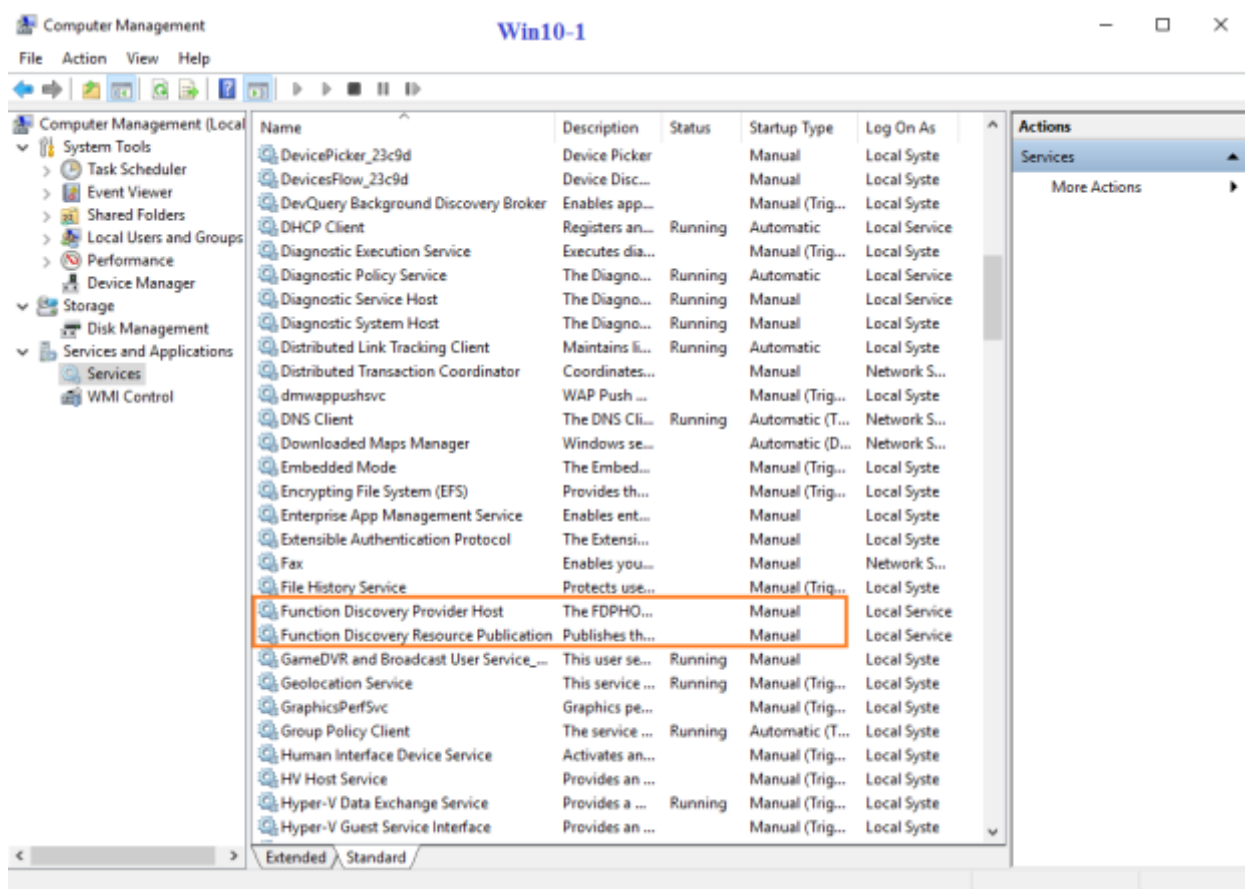 Computer Management
Win10-1
File Action View Help
Computer Management (Local
System Tools
Task Scheduler
Event Viewer
Shared Folders
Local Users and Groups
Performance
Device Manager
Storage
Disk Management
Services and Applications
Services
WMI Control
Name Description Status Startup Type Log On As
DevicePicker_23c9d Device Picker Manual Local Syste
DevicesFlow_23c9d Device Disc... Manual Local Syste
DevQuery Background Discovery Broker Enables app... Manual (Trig... Local Syste
DHCP Client Registers an... Running Automatic Local Service
Diagnostic Execution Service Executes dia... Manual (Trig... Local Syste
Diagnostic Policy Service The Diagno... Running Automatic Local Service
Diagnostic Service Host The Diagno... Running Manual Local Service
Diagnostic System Host The Diagno... Running Manual Local Syste
Distributed Link Tracking Client Maintains li... Running Automatic Local Syste
Distributed Transaction Coordinator Coordinates... Manual Network S...
dmwappushsvc WAP Push ... Manual (Trig... Local Syste
DNS Client The DNS Cli... Running Automatic (T... Network S...
Downloaded Maps Manager Windows se... Automatic (D... Network S...
Embedded Mode The Embed... Manual (Trig... Local Syste
Encrypting File System (EFS) Provides th... Manual (Trig... Local Syste
Enterprise App Management Service Enables ent... Manual Local Syste
Extensible Authentication Protocol The Extensi... Manual Local Syste
Fax Enables you... Manual Network S...
File History Service Protects use... Manual (Trig... Local Syste
Function Discovery Provider Host The FDPHO... Manual Local Service
Function Discovery Resource Publication Publishes th... Manual Local Service
GameDVR and Broadcast User Service_... This user se... Running Manual Local Syste
Geolocation Service This service ... Running Manual (Trig... Local Syste
GraphicsPerfSvc Graphics pe... Manual (Trig... Local Syste
Group Policy Client The service ... Running Automatic (T... Local Syste
Human Interface Device Service Activates an... Manual (Trig... Local Syste
HV Host Service Provides an ... Manual (Trig... Local Syste
Hyper-V Data Exchange Service Provides a ... Running Manual (Trig... Local Syste
Hyper-V Guest Service Interface Provides an ... Manual (Trig... Local Syste
Extended Standard
Actions
Services
More Actions